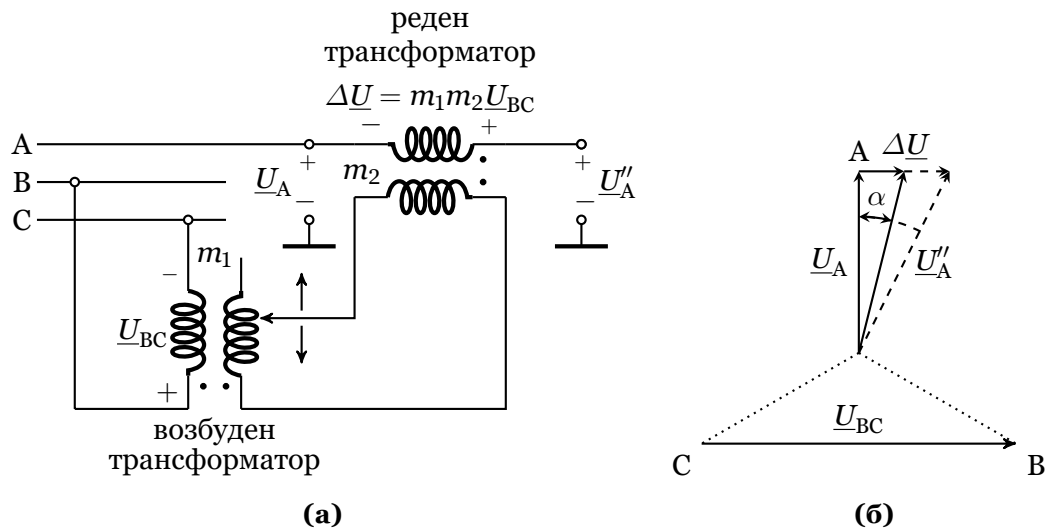 реден
трансформатор
ΔU = m₁m₂U_BC
− +
A
+ +
m₂
B
U_A
U″_A
C
− −
m₁
−
U_BC
+
возбуден
трансформатор
(а)
A ΔU
α
U_A
U″_A
U_BC
C B
(б)